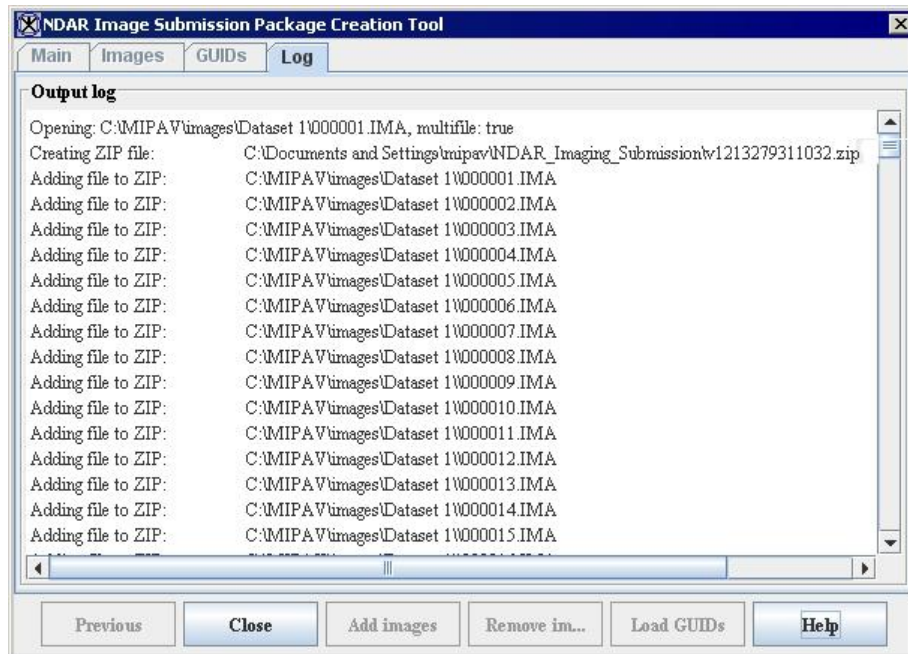 NDAR Image Submission Package Creation Tool
Main Images GUIDs Log
Output log
Opening: C:\MIPAV\images\Dataset 1\000001.IMA, multifile: true
Creating ZIP file: C:\Documents and Settings\mipav\NDAR_Imaging_Submission\v1213279311032.zip
Adding file to ZIP: C:\MIPAV\images\Dataset 1\\000001.IMA
Adding file to ZIP: C:\MIPAV\images\Dataset 1\\000002.IMA
Adding file to ZIP: C:\MIPAV\images\Dataset 1\\000003.IMA
Adding file to ZIP: C:\MIPAV\images\Dataset 1\\000004.IMA
Adding file to ZIP: C:\MIPAV\images\Dataset 1\\000005.IMA
Adding file to ZIP: C:\MIPAV\images\Dataset 1\\000006.IMA
Adding file to ZIP: C:\MIPAV\images\Dataset 1\\000007.IMA
Adding file to ZIP: C:\MIPAV\images\Dataset 1\\000008.IMA
Adding file to ZIP: C:\MIPAV\images\Dataset 1\\000009.IMA
Adding file to ZIP: C:\MIPAV\images\Dataset 1\\000010.IMA
Adding file to ZIP: C:\MIPAV\images\Dataset 1\\000011.IMA
Adding file to ZIP: C:\MIPAV\images\Dataset 1\\000012.IMA
Adding file to ZIP: C:\MIPAV\images\Dataset 1\\000013.IMA
Adding file to ZIP: C:\MIPAV\images\Dataset 1\\000014.IMA
Adding file to ZIP: C:\MIPAV\images\Dataset 1\\000015.IMA
Previous Close Add images Remove im... Load GUIDs Help